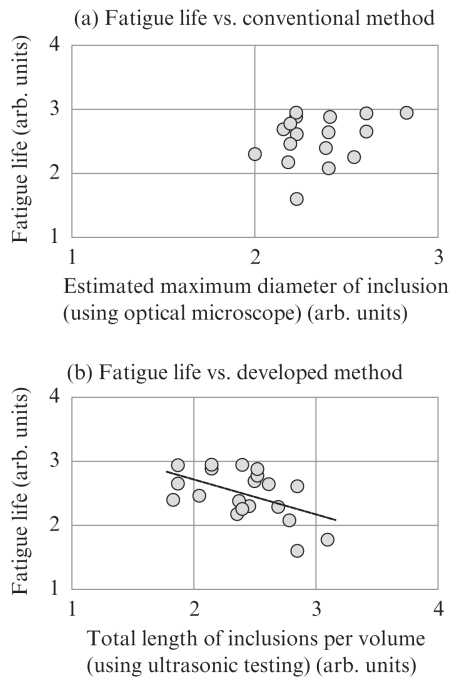 (a) Fatigue life vs. conventional method
Fatigue life (arb. units)
4
3
2
1
1 2 3
Estimated maximum diameter of inclusion
(using optical microscope) (arb. units)
(b) Fatigue life vs. developed method
Fatigue life (arb. units)
4
3
2
1
1 2 3 4
Total length of inclusions per volume
(using ultrasonic testing) (arb. units)